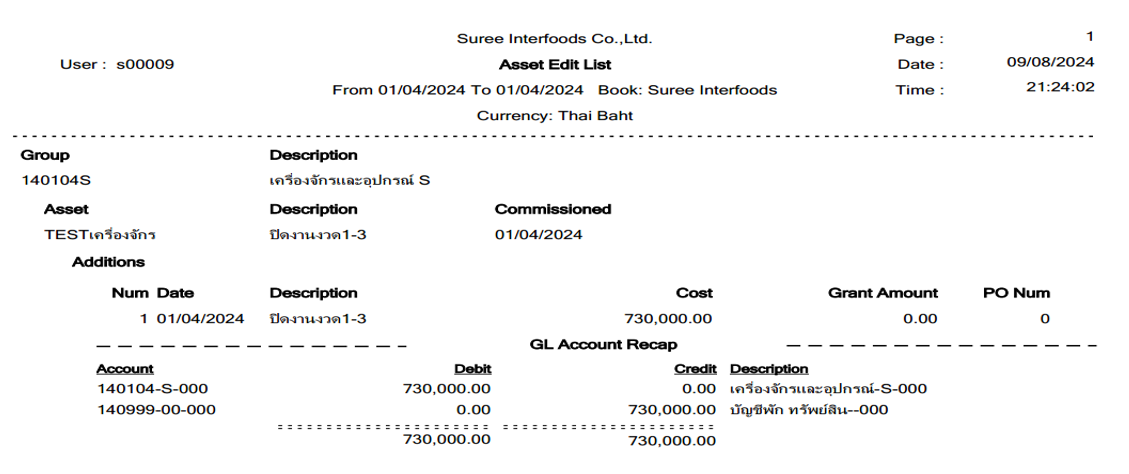 Suree Interfoods Co.,Ltd. Page : 1
User : s00009 Asset Edit List Date : 09/08/2024
From 01/04/2024 To 01/04/2024 Book: Suree Interfoods Time : 21:24:02
Currency: Thai Baht
Group Description
140104S เครื่องจักรและอุปกรณ์ S
Asset Description Commissioned
TESTเครื่องจักร ปิดงานงวด1-3 01/04/2024
Additions
Num Date Description Cost Grant Amount PO Num
1 01/04/2024 ปิดงานงวด1-3 730,000.00 0.00 0
GL Account Recap
Account Debit Credit Description
140104-S-000 730,000.00 0.00 เครื่องจักรและอุปกรณ์-S-000
140999-00-000 0.00 730,000.00 บัญชีพัก ทรัพย์สิน--000
730,000.00 730,000.00